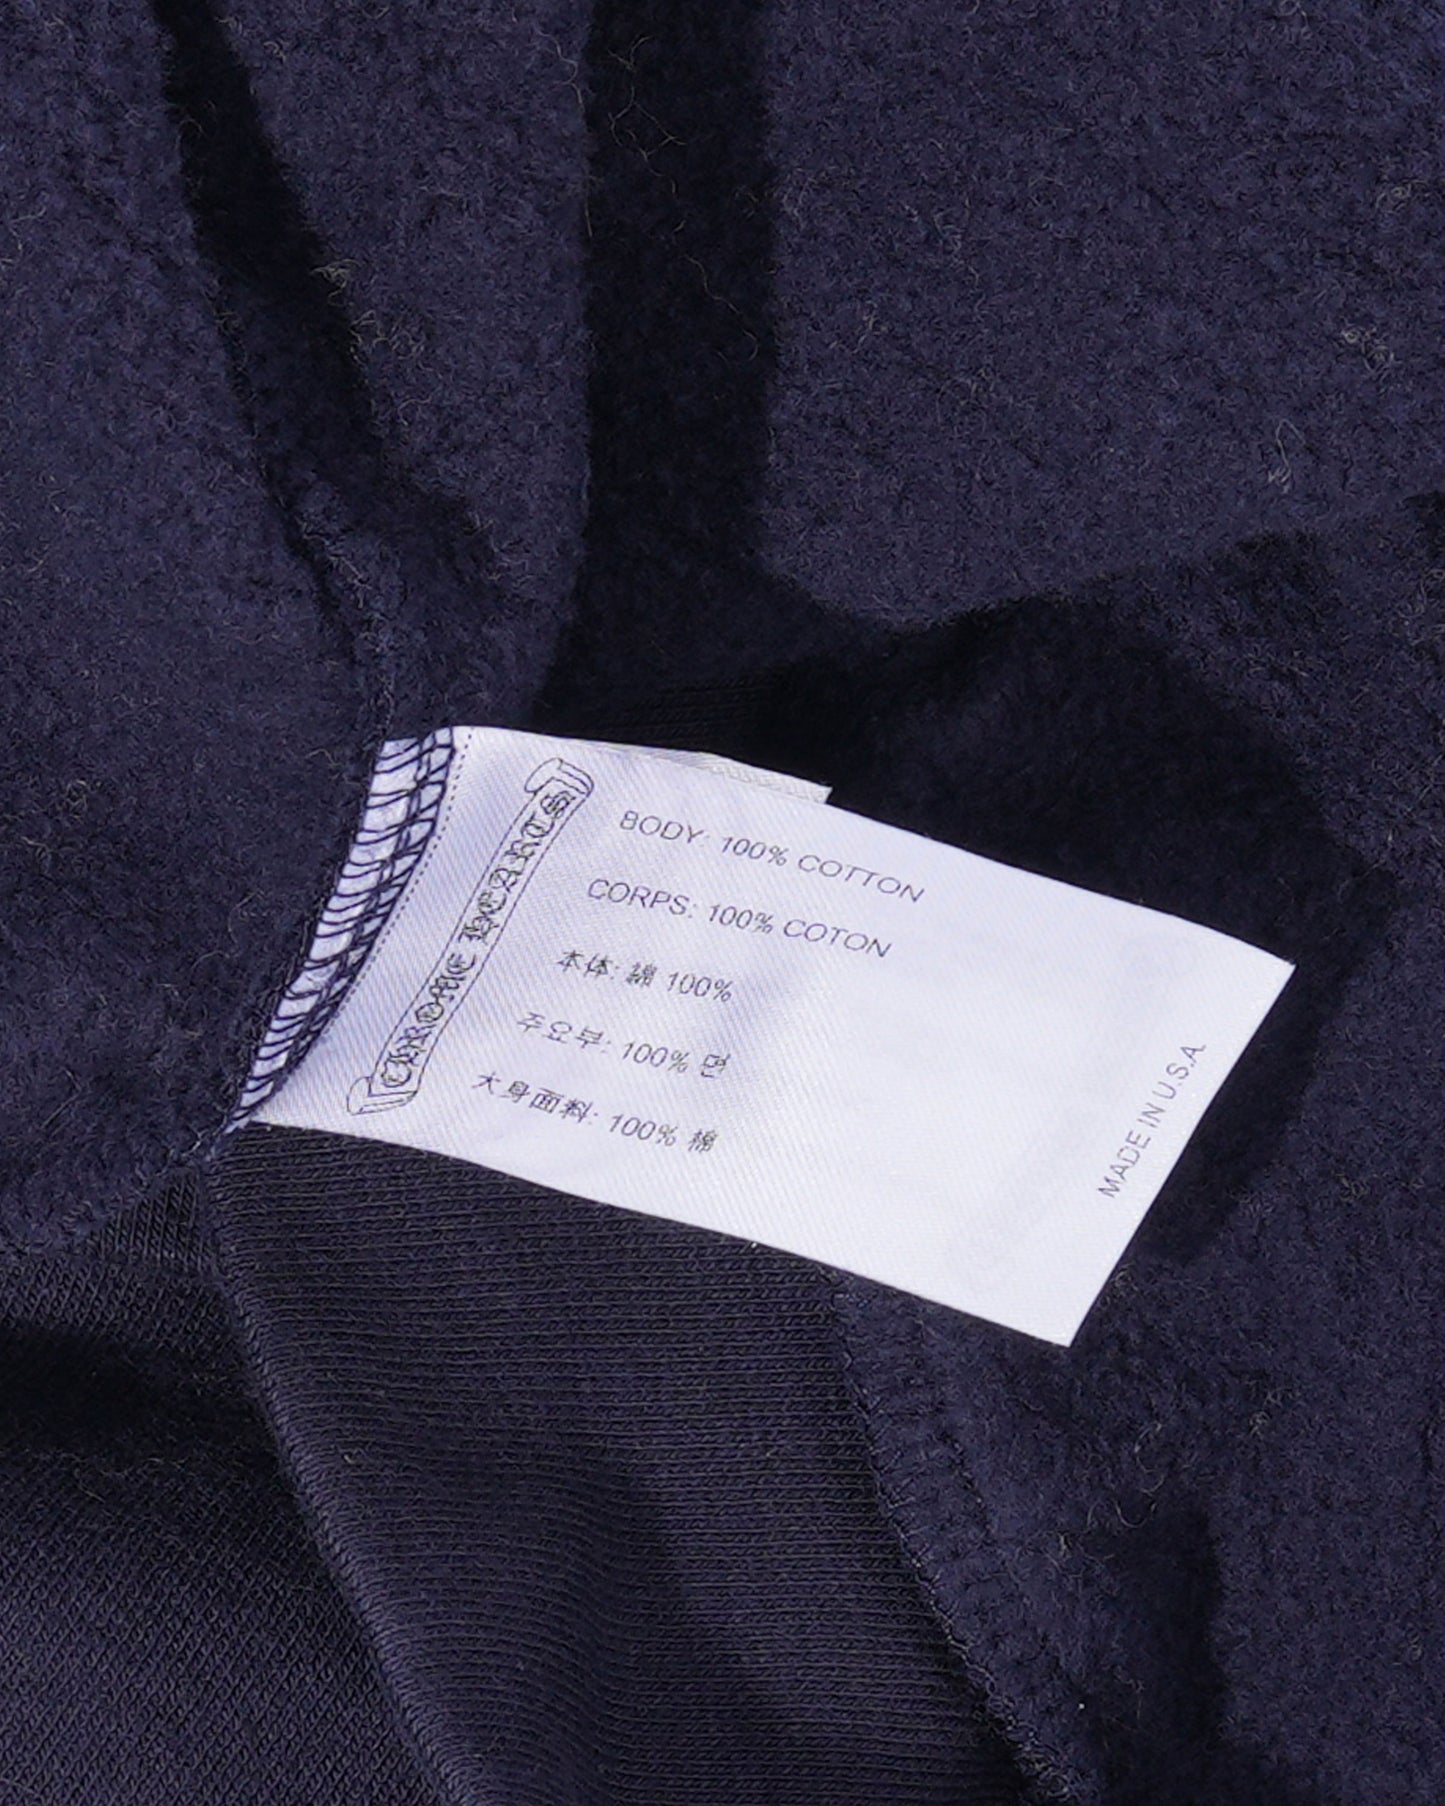 CHROME HEARTS
BODY: 100% COTTON
CORPS: 100% COTON
本体: 綿 100%
주요부: 100% 면
大身面料: 100% 棉
MADE IN U.S.A.